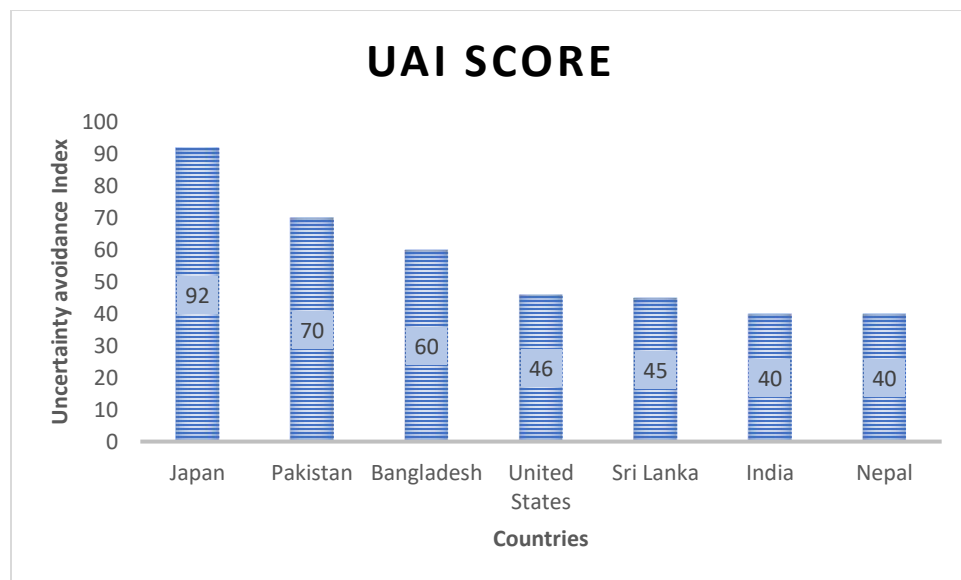 UAI SCORE
Uncertainty avoidance Index
100
90
80
70
60
50
40
30
20
10
0
92
70
60
46
45
40
40
Japan
Pakistan
Bangladesh
United
States
Sri Lanka
India
Nepal
Countries